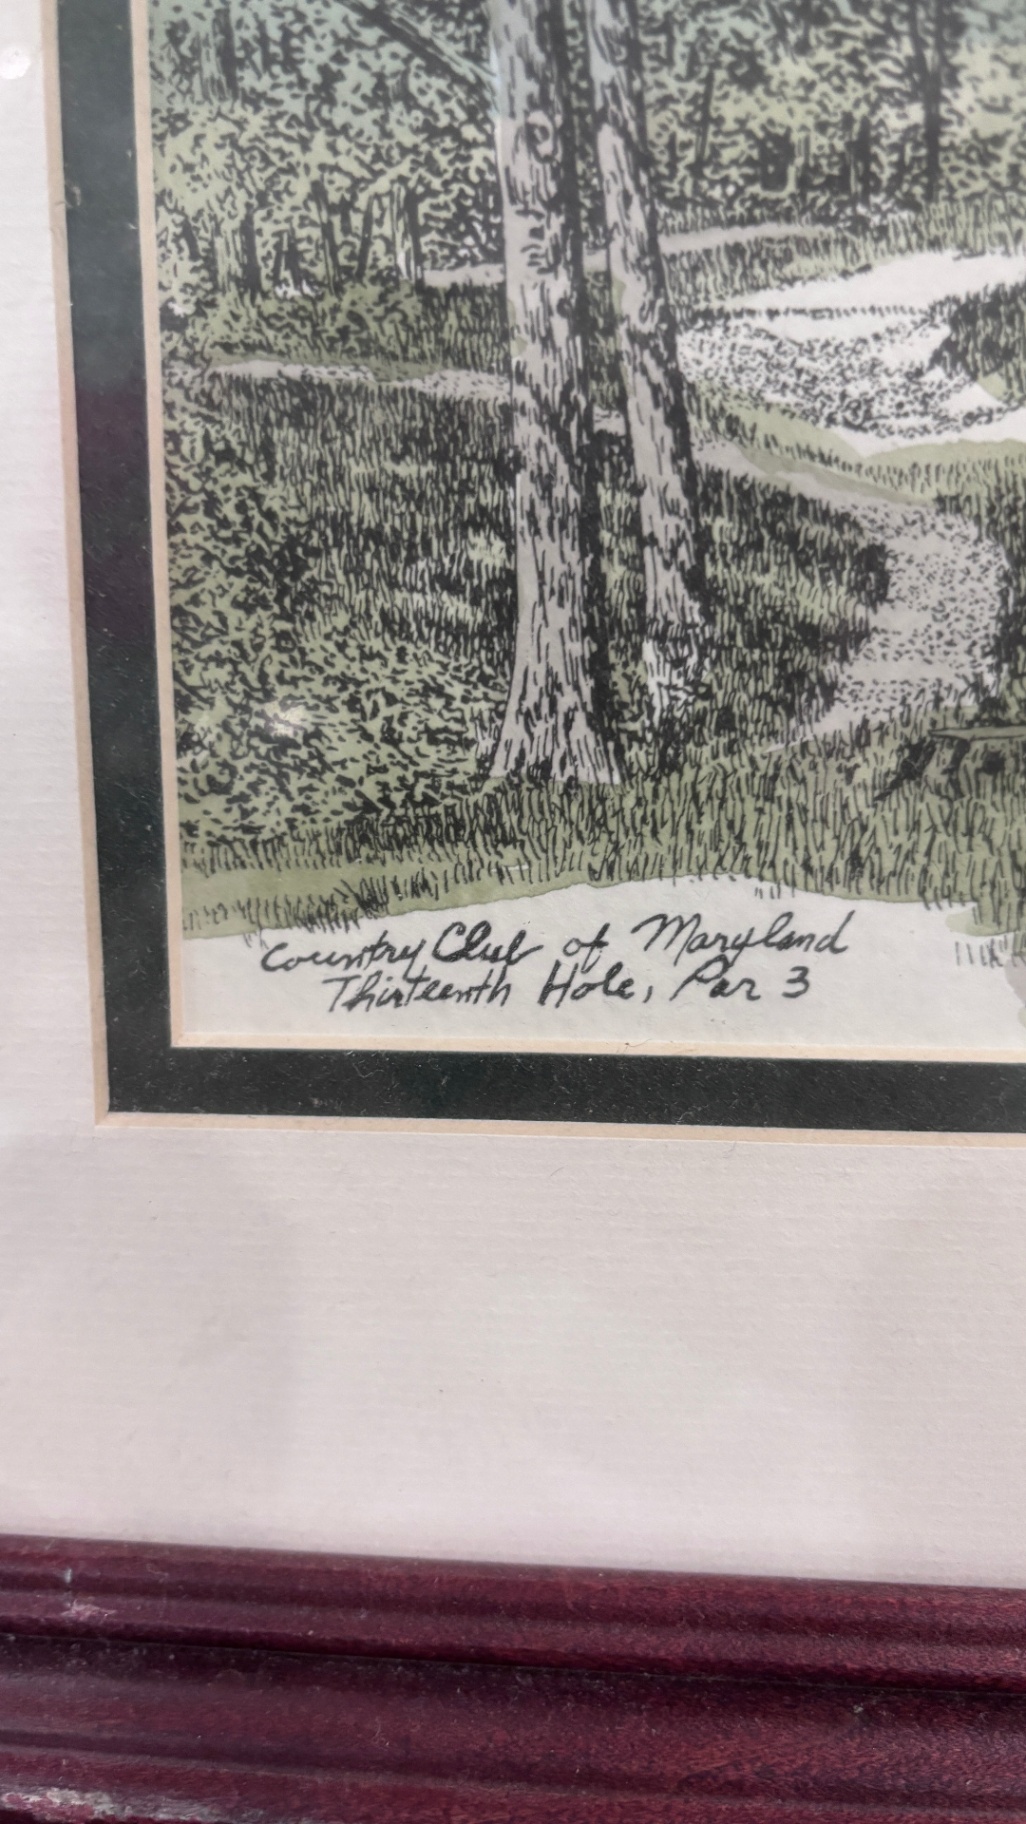 Country Club of Maryland
Thirteenth Hole, Par 3